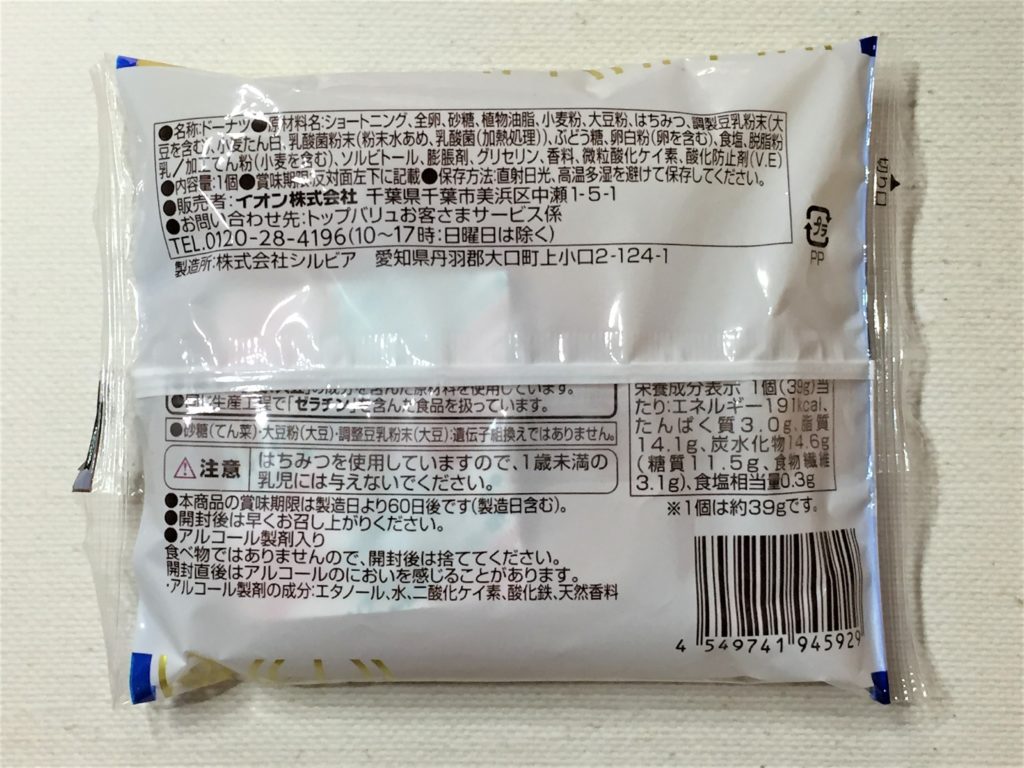 ●名称:ドーナツ●原材料名:ショートニング、全卵、砂糖、植物油脂、小麦粉、大豆粉、はちみつ、調製豆乳粉末(大
豆を含む)、小麦たん白、乳酸菌粉末(粉末水あめ、乳酸菌(加熱処理))、ぶどう糖、卵白粉(卵を含む)、食塩、脱脂粉
乳/加工でん粉(小麦を含む)、ソルビトール、膨脹剤、グリセリン、香料、微粒酸化ケイ素、酸化防止剤(V.E)
●内容量:1個●賞味期限:反対面左下に記載●保存方法:直射日光、高温多湿を避けて保存してください。
●販売者:イオン株式会社 千葉県千葉市美浜区中瀬1-5-1
●お問い合わせ先:トップバリュお客さまサービス係
TEL.0120-28-4196(10~17時:日曜日は除く)
製造所:株式会社シルビア 愛知県丹羽郡大口町上小口2-124-1
プラ
PP
切り口
の成分を含んだ原材料を使用しています。
●同じ生産工程で「ゼラチン」を含んだ食品を扱っています。
●砂糖(てん菜)・大豆粉(大豆)・調整豆乳粉末(大豆):遺伝子組換えではありません。
注意 はちみつを使用していますので、1歳未満の
乳児には与えないでください。
●本商品の賞味期限は製造日より60日後です(製造日含む)。
●開封後は早くお召し上がりください。
●アルコール製剤入り
食べ物ではありませんので、開封後は捨ててください。
開封直後はアルコールのにおいを感じることがあります。
・アルコール製剤の成分:エタノール、水、二酸化ケイ素、酸化鉄、天然香料
栄養成分表示 1個(39g)当
たり:エネルギー191kcal、
たんぱく質3.0g、脂質
14.1g、炭水化物14.6g
(糖質11.5g、食物繊維
3.1g)、食塩相当量0.3g
※1個は約39gです。
4 549741 945929